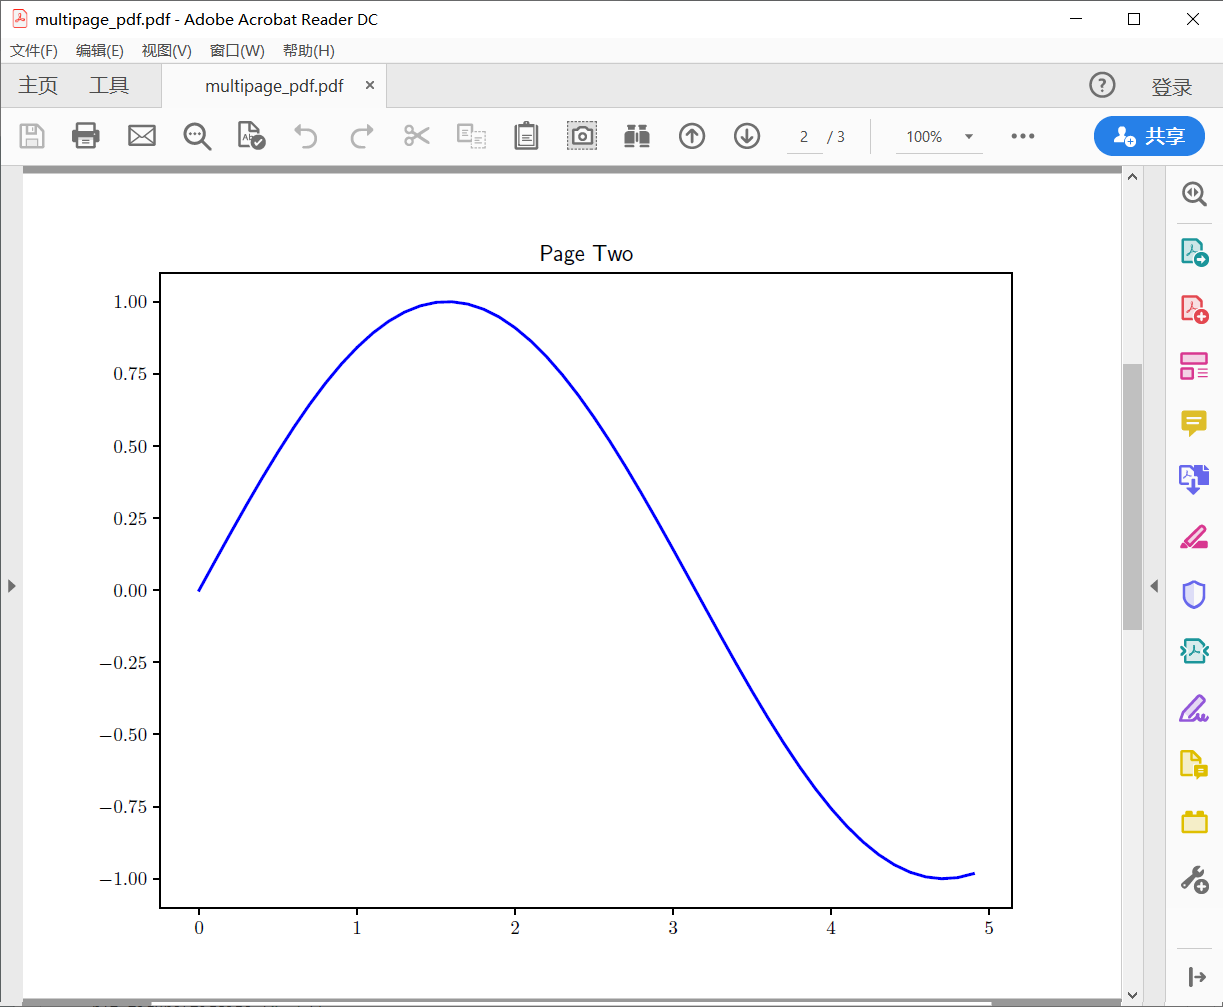 multipage_pdf.pdf - Adobe Acrobat Reader DC
文件(F) 编辑(E) 视图(V) 窗口(W) 帮助(H)
主页 工具 multipage_pdf.pdf × ? 登录
2 / 3 100% 共享
Page Two
1.00
0.75
0.50
0.25
0.00
−0.25
−0.50
−0.75
−1.00
0 1 2 3 4 5